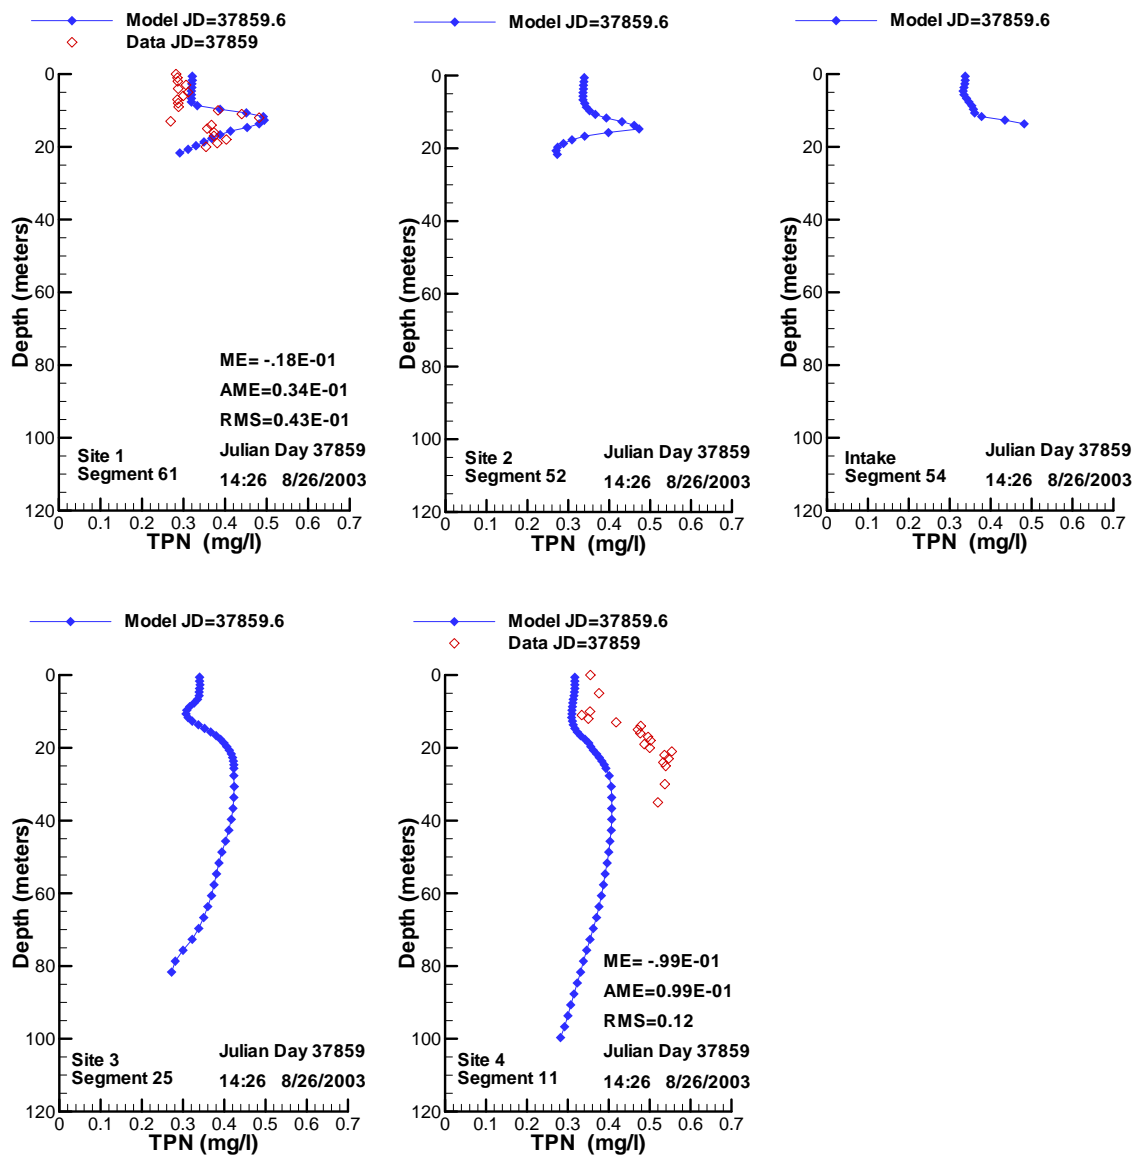 Model JD=37859.6
Data JD=37859
0
20
40
60
80
100
120
Depth (meters)
ME= -.18E-01
AME=0.34E-01
RMS=0.43E-01
Site 1
Segment 61
Julian Day 37859
14:26 8/26/2003
0 0.1 0.2 0.3 0.4 0.5 0.6 0.7
TPN (mg/l)
Model JD=37859.6
0
20
40
60
80
100
120
Depth (meters)
Site 2
Segment 52
Julian Day 37859
14:26 8/26/2003
0 0.1 0.2 0.3 0.4 0.5 0.6 0.7
TPN (mg/l)
Model JD=37859.6
0
20
40
60
80
100
120
Depth (meters)
Intake
Segment 54
Julian Day 37859
14:26 8/26/2003
0 0.1 0.2 0.3 0.4 0.5 0.6 0.7
TPN (mg/l)
Model JD=37859.6
0
20
40
60
80
100
120
Depth (meters)
Site 3
Segment 25
Julian Day 37859
14:26 8/26/2003
0 0.1 0.2 0.3 0.4 0.5 0.6 0.7
TPN (mg/l)
Model JD=37859.6
Data JD=37859
0
20
40
60
80
100
120
Depth (meters)
ME= -.99E-01
AME=0.99E-01
RMS=0.12
Site 4
Segment 11
Julian Day 37859
14:26 8/26/2003
0 0.1 0.2 0.3 0.4 0.5 0.6 0.7
TPN (mg/l)